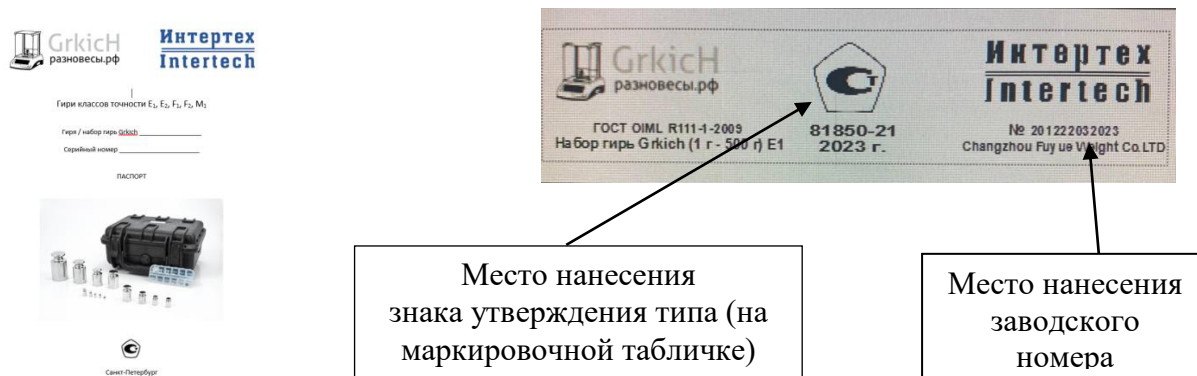 GrkicH
разновесы.рф
Интертех
Intertech
Гири классов точности E₁, E₂, F₁, F₂, M₁
Гиря / набор гирь Grkich
Серийный номер
ПАСПОРТ
Санкт-Петербург
GrkicH
разновесы.рф
ГОСТ OIML R111-1-2009
Набор гирь Grkich (1 г - 500 г) E1
81850-21
2023 г.
Интертех
Intertech
№ 201222032023
Changzhou Fuyue Weight Co.LTD
Место нанесения
знака утверждения типа (на
маркировочной табличке)
Место нанесения
заводского
номера